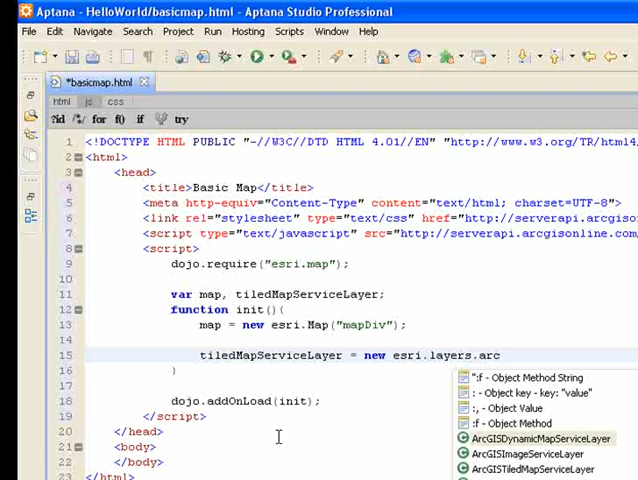 Aptana - HelloWorld/basicmap.html - Aptana Studio Professional
File Edit Navigate Search Project Run Hosting Scripts Window Help
*basicmap.html
html js css
?id /*/ for f() if try
1 <!DOCTYPE HTML PUBLIC "-//W3C//DTD HTML 4.01//EN" "http://www.w3.org/TR/html4/
2 <html>
3 <head>
4 <title>Basic Map</title>
5 <meta http-equiv="Content-Type" content="text/html; charset=UTF-8">
6 <link rel="stylesheet" type="text/css" href="http://serverapi.arcgiso
7 <script type="text/javascript" src="http://serverapi.arcgisonline.com/
8 <script>
9 dojo.require("esri.map");
10
11 var map, tiledMapServiceLayer;
12 function init(){
13 map = new esri.Map("mapDiv");
14
15 tiledMapServiceLayer = new esri.layers.arc
16 }
17
18 dojo.addOnLoad(init);
19 </script>
20 </head>
21 <body>
22 </body>
23 </html>
":f - Object Method String
: - Object key - key: "value"
:, - Object Value
:f - Object Method
ArcGISDynamicMapServiceLayer
ArcGISImageServiceLayer
ArcGISTiledMapServiceLayer